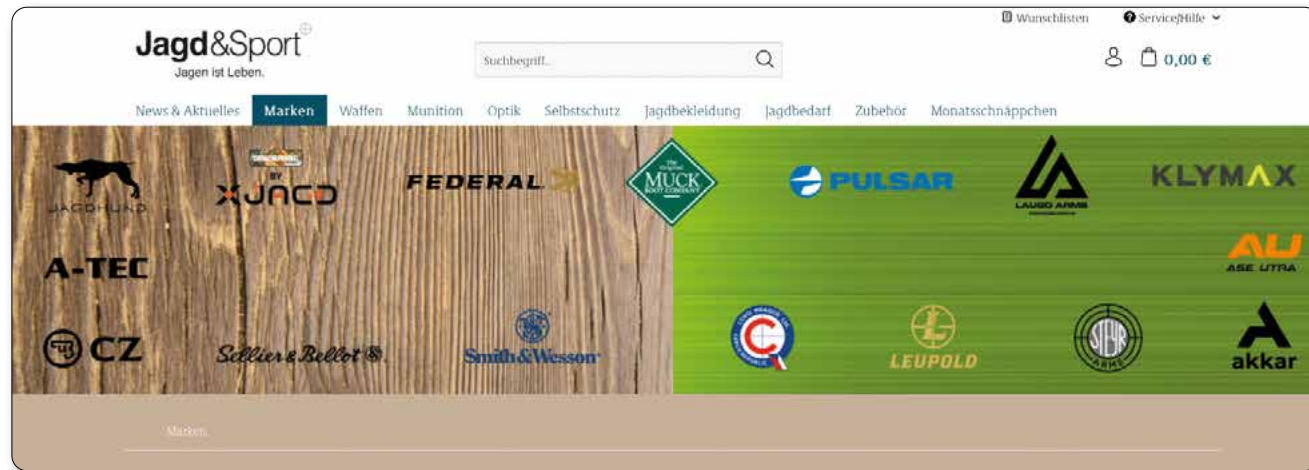 Wunschlisten Service/Hilfe
Jagd&Sport
Jagen ist Leben.
Suchbegriff...
0,00 €
News & Aktuelles Marken Waffen Munition Optik Selbstschutz Jagdbekleidung Jagdbedarf Zubehör Monatsschnäppchen
JAGDHUND
BY
XJAGD
FEDERAL
The Original
MUCK
BOOT COMPANY
PULSAR
LAUGO ARMS
KLYMAX
A-TEC
AU
ASE UTRA
CZ
Sellier & Bellot
Smith&Wesson
LEUPOLD
STEYR
ARMS
akkar
Marken